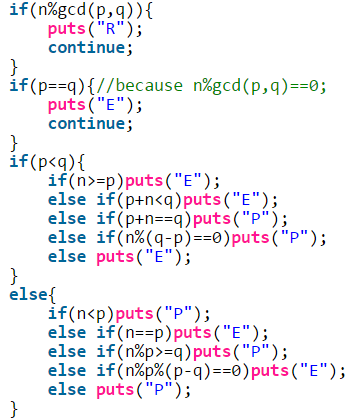 if(n%gcd(p,q)){
    puts("R");
    continue;
}
if(p==q){//because n%gcd(p,q)==0;
    puts("E");
    continue;
}
if(p<q){
    if(n>=p)puts("E");
    else if(p+n<q)puts("E");
    else if(p+n==q)puts("P");
    else if(n%(q-p)==0)puts("P");
    else puts("E");
}
else{
    if(n<p)puts("P");
    else if(n==p)puts("E");
    else if(n%p>=q)puts("P");
    else if(n%p%(p-q)==0)puts("E");
    else puts("P");
}